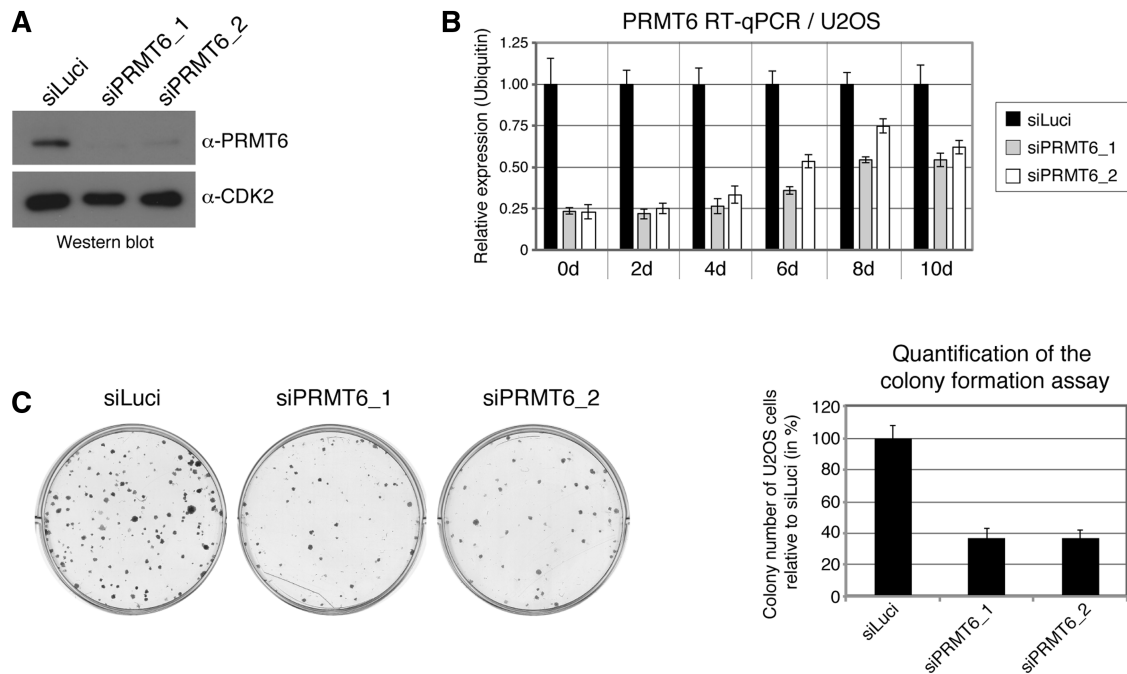 A
siLuci
siPRMT6_1
siPRMT6_2
α-PRMT6
α-CDK2
Western blot
B
PRMT6 RT-qPCR / U2OS
Relative expression (Ubiquitin)
1.25
1.00
0.75
0.50
0.25
0
0d 2d 4d 6d 8d 10d
siLuci
siPRMT6_1
siPRMT6_2
C
siLuci
siPRMT6_1
siPRMT6_2
Quantification of the
colony formation assay
Colony number of U2OS cells
relative to siLuci (in %)
120
100
80
60
40
20
0
siLuci
siPRMT6_1
siPRMT6_2